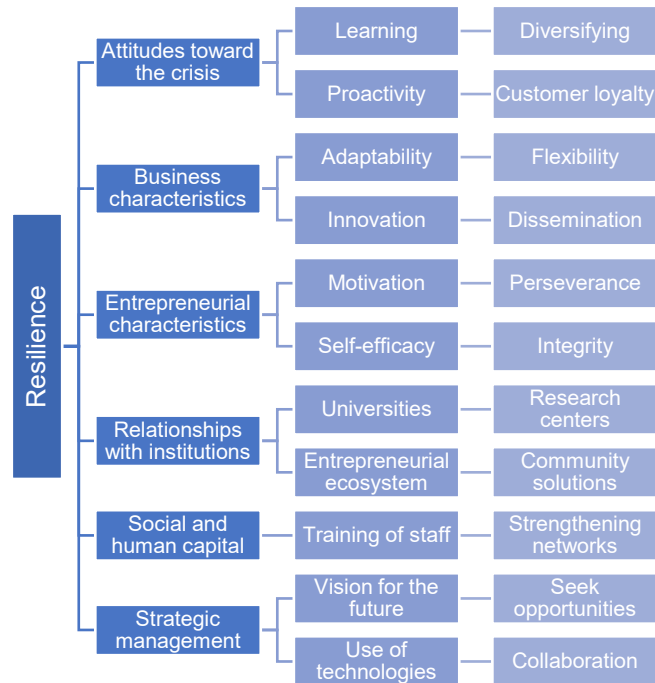 Resilience
Attitudes toward
the crisis
Learning
Diversifying
Proactivity
Customer loyalty
Business
characteristics
Adaptability
Flexibility
Innovation
Dissemination
Entrepreneurial
characteristics
Motivation
Perseverance
Self-efficacy
Integrity
Relationships
with institutions
Universities
Research
centers
Entrepreneurial
ecosystem
Community
solutions
Social and
human capital
Training of staff
Strengthening
networks
Strategic
management
Vision for the
future
Seek
opportunities
Use of
technologies
Collaboration